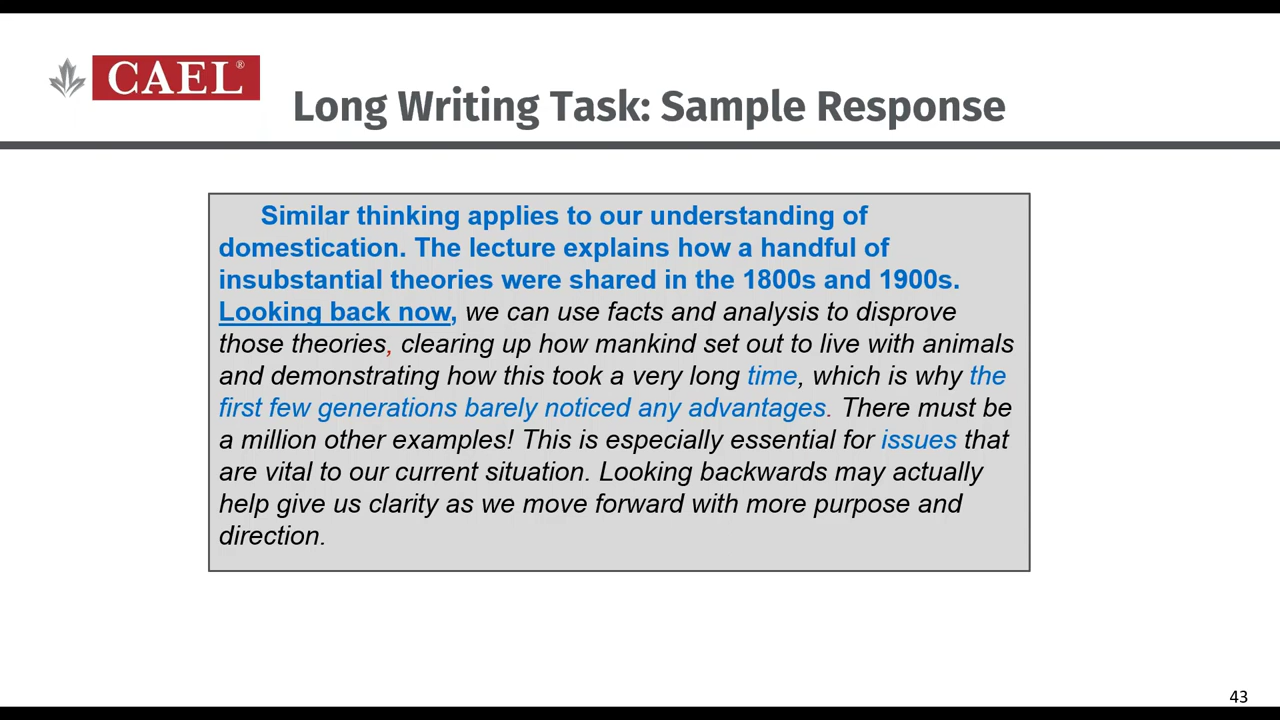 CAEL®
Long Writing Task: Sample Response
Similar thinking applies to our understanding of
domestication. The lecture explains how a handful of
insubstantial theories were shared in the 1800s and 1900s.
Looking back now, we can use facts and analysis to disprove
those theories, clearing up how mankind set out to live with animals
and demonstrating how this took a very long time, which is why the
first few generations barely noticed any advantages. There must be
a million other examples! This is especially essential for issues that
are vital to our current situation. Looking backwards may actually
help give us clarity as we move forward with more purpose and
direction.
43